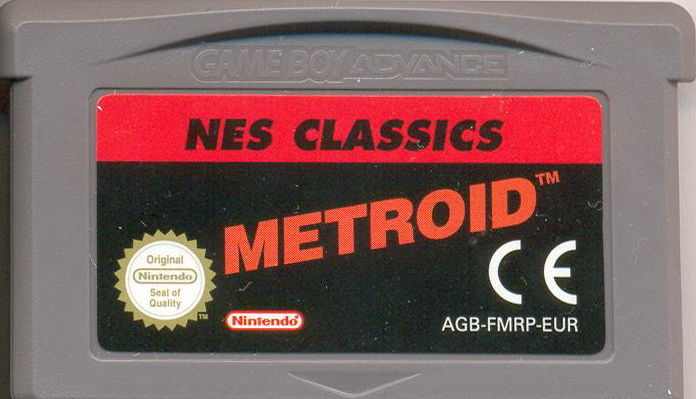 GAME BOY ADVANCE
NES CLASSICS
METROID™
Original
Nintendo
Seal of
Quality
TM
Nintendo®
CE
AGB-FMRP-EUR